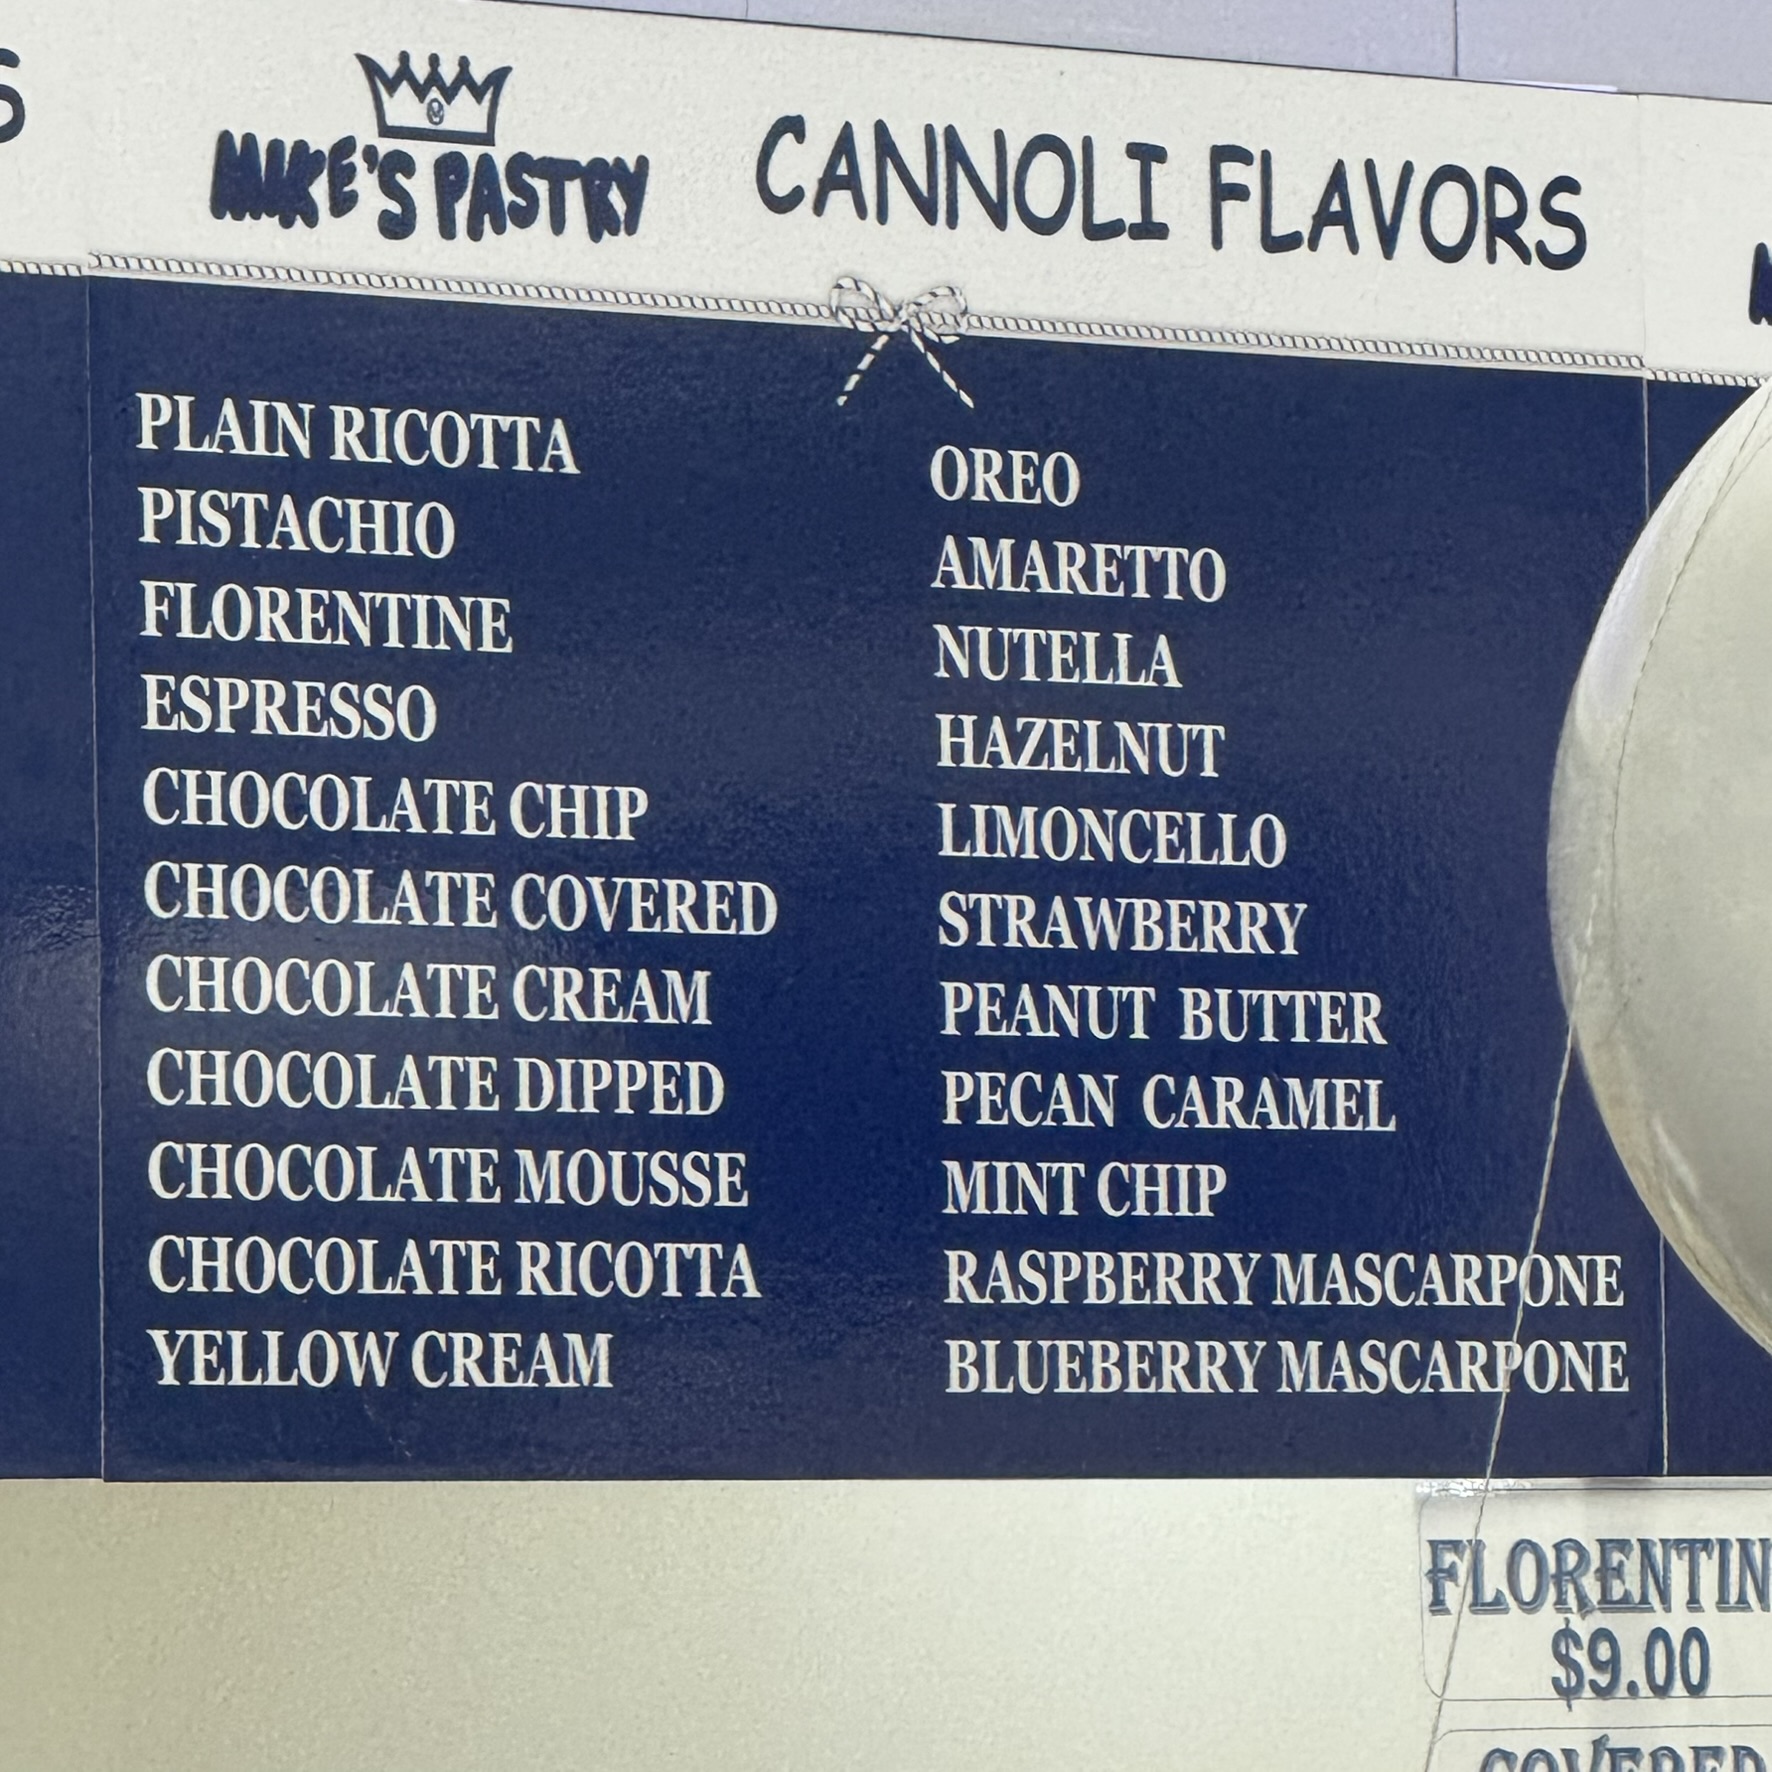 S
MIKE'S PASTRY
CANNOLI FLAVORS
PLAIN RICOTTA
PISTACHIO
FLORENTINE
ESPRESSO
CHOCOLATE CHIP
CHOCOLATE COVERED
CHOCOLATE CREAM
CHOCOLATE DIPPED
CHOCOLATE MOUSSE
CHOCOLATE RICOTTA
YELLOW CREAM
OREO
AMARETTO
NUTELLA
HAZELNUT
LIMONCELLO
STRAWBERRY
PEANUT BUTTER
PECAN CARAMEL
MINT CHIP
RASPBERRY MASCARPONE
BLUEBERRY MASCARPONE
FLORENTIN
$9.00
COVERED